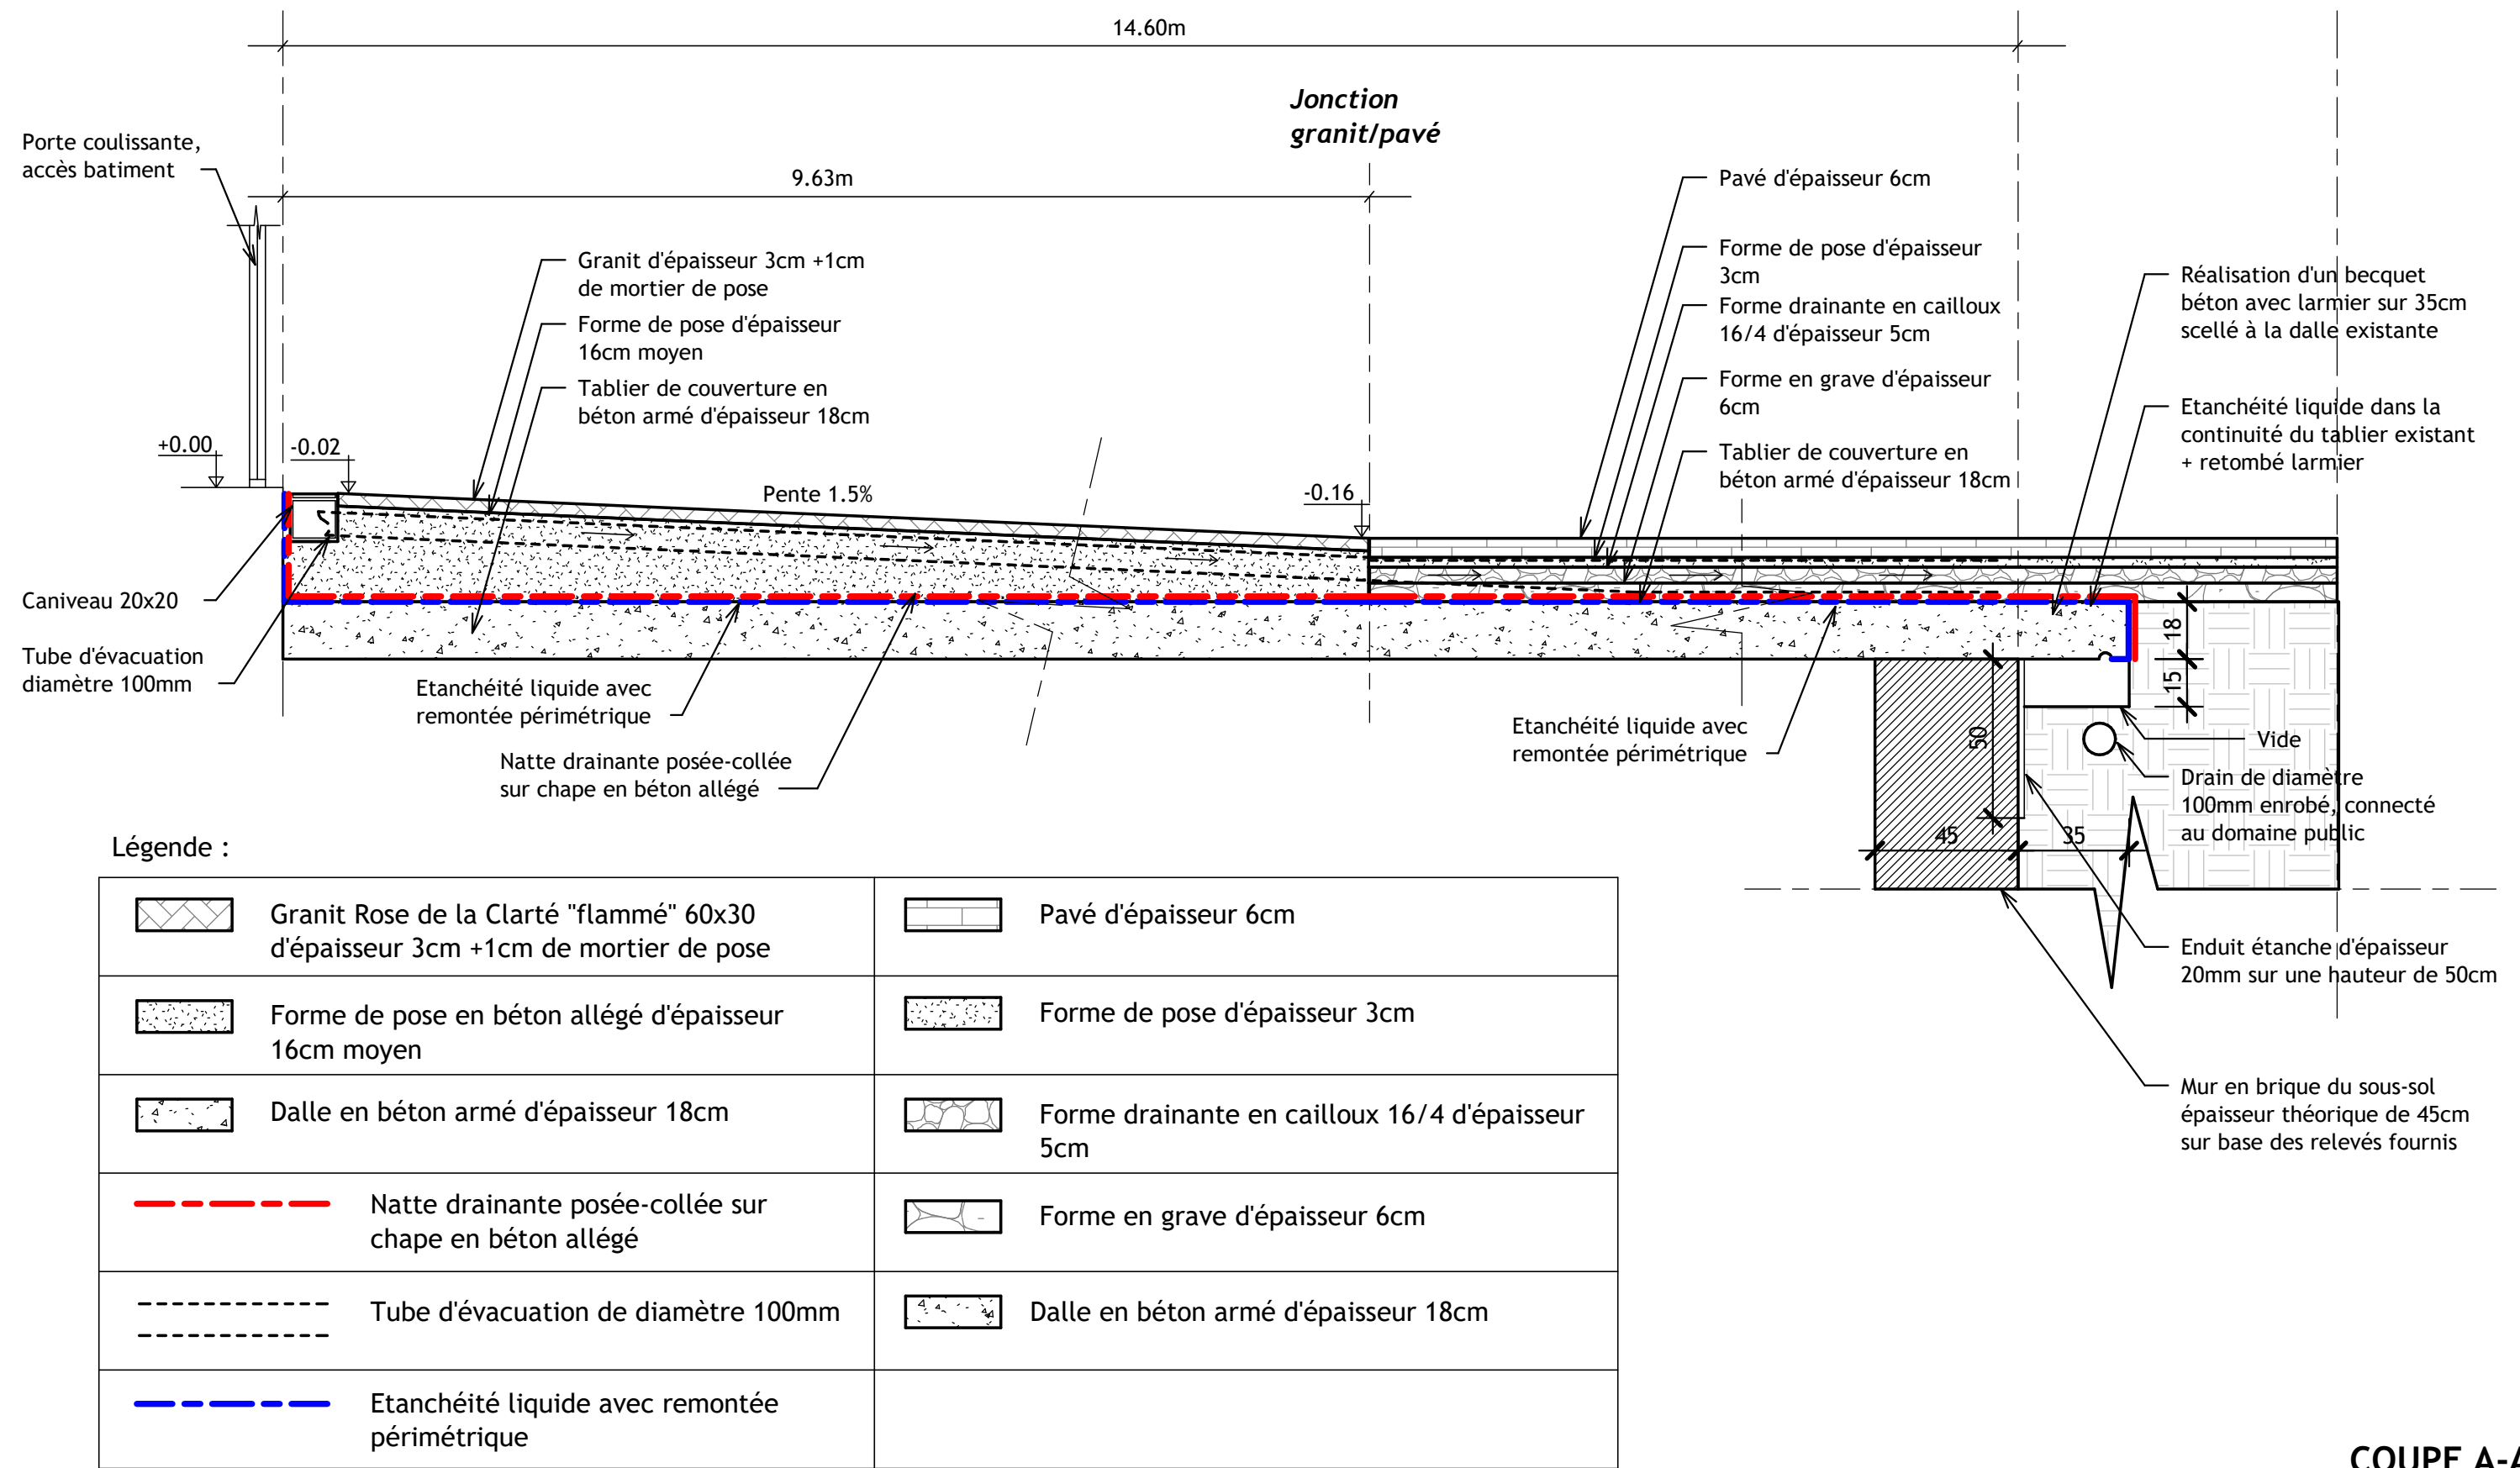 14.60m
Jonction
granit/pavé
Porte coulissante,
accès batiment
9.63m
Pavé d'épaisseur 6cm
Granit d'épaisseur 3cm +1cm
de mortier de pose
Forme de pose d'épaisseur
16cm moyen
Tablier de couverture en
béton armé d'épaisseur 18cm
Forme de pose d'épaisseur
3cm
Forme drainante en cailloux
16/4 d'épaisseur 5cm
Forme en grave d'épaisseur
6cm
Tablier de couverture en
béton armé d'épaisseur 18cm
Réalisation d'un becquet
béton avec larmier sur 35cm
scellé à la dalle existante
Etanchéité liquide dans la
continuité du tablier existant
+ retombé larmier
+0.00
-0.02
Pente 1.5%
-0.16
Caniveau 20x20
Tube d'évacuation
diamètre 100mm
Etanchéité liquide avec
remontée périmétrique
Natte drainante posée-collée
sur chape en béton allégé
Etanchéité liquide avec
remontée périmétrique
18
15
50
45
35
Vide
Drain de diamètre
100mm enrobé, connecté
au domaine public
Enduit étanche d'épaisseur
20mm sur une hauteur de 50cm
Mur en brique du sous-sol
épaisseur théorique de 45cm
sur base des relevés fournis
Légende :
Granit Rose de la Clarté "flammé" 60x30
d'épaisseur 3cm +1cm de mortier de pose
Pavé d'épaisseur 6cm
Forme de pose en béton allégé d'épaisseur
16cm moyen
Forme de pose d'épaisseur 3cm
Dalle en béton armé d'épaisseur 18cm
Forme drainante en cailloux 16/4 d'épaisseur
5cm
Natte drainante posée-collée sur
chape en béton allégé
Forme en grave d'épaisseur 6cm
Tube d'évacuation de diamètre 100mm
Dalle en béton armé d'épaisseur 18cm
Etanchéité liquide avec remontée
périmétrique
COUPE A-A